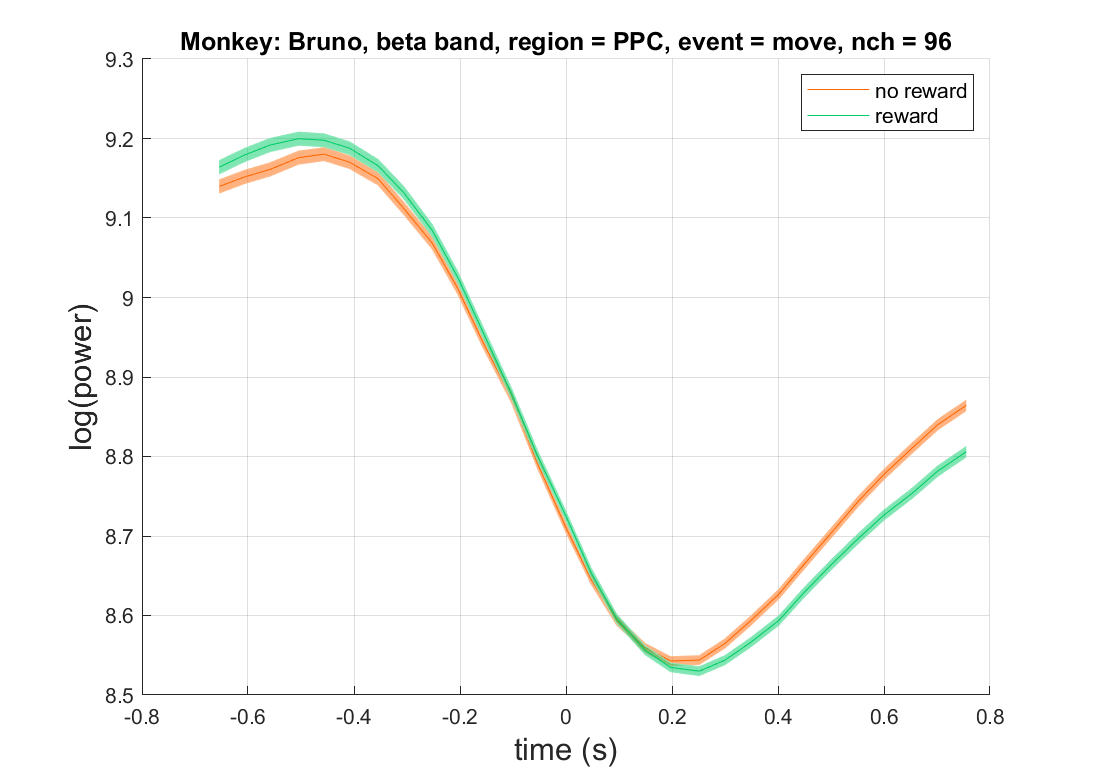 Monkey: Bruno, beta band, region = PPC, event = move, nch = 96
no reward
reward
log(power)
9.3
9.2
9.1
9
8.9
8.8
8.7
8.6
8.5
-0.8 -0.6 -0.4 -0.2 0 0.2 0.4 0.6 0.8
time (s)